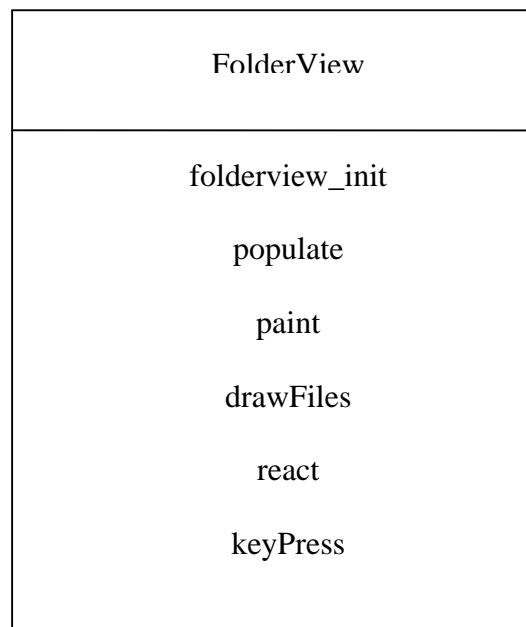 FolderView
folderview_init
populate
paint
drawFiles
react
keyPress